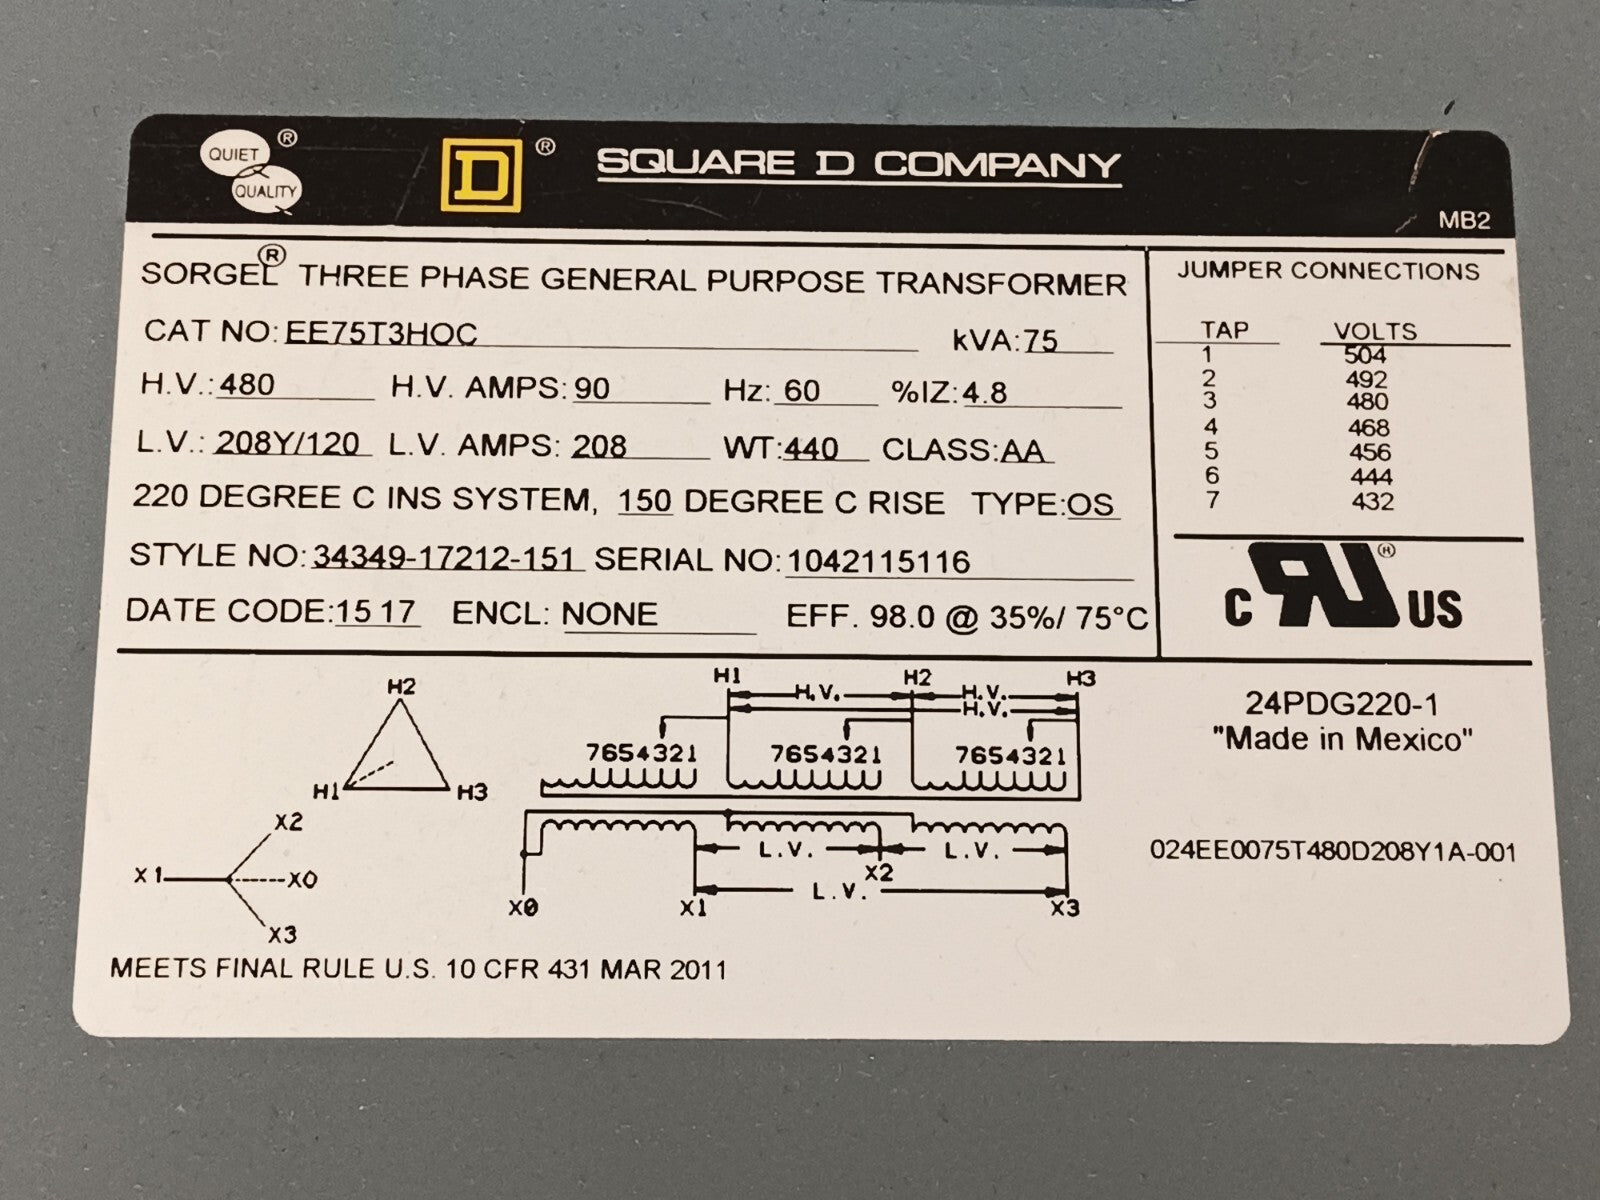 QUIET ®
QUALITY
D ®
SQUARE D COMPANY
MB2
SORGEL® THREE PHASE GENERAL PURPOSE TRANSFORMER
CAT NO: EE75T3HOC kVA: 75
H.V.: 480 H.V. AMPS: 90 Hz: 60 %IZ: 4.8
L.V.: 208Y/120 L.V. AMPS: 208 WT: 440 CLASS: AA
220 DEGREE C INS SYSTEM, 150 DEGREE C RISE TYPE: OS
STYLE NO: 34349-17212-151 SERIAL NO: 1042115116
DATE CODE: 15 17 ENCL: NONE EFF. 98.0 @ 35%/ 75°C
JUMPER CONNECTIONS
TAP VOLTS
1 504
2 492
3 480
4 468
5 456
6 444
7 432
C RU ® US
H2
H1 H3
X2
X1 X0
X3
H1 H2 H3
H.V. H.V.
H.V.
7654321 7654321 7654321
L.V. L.V.
X2
L.V.
X0 X1 X3
24PDG220-1
"Made in Mexico"
024EE0075T480D208Y1A-001
MEETS FINAL RULE U.S. 10 CFR 431 MAR 2011